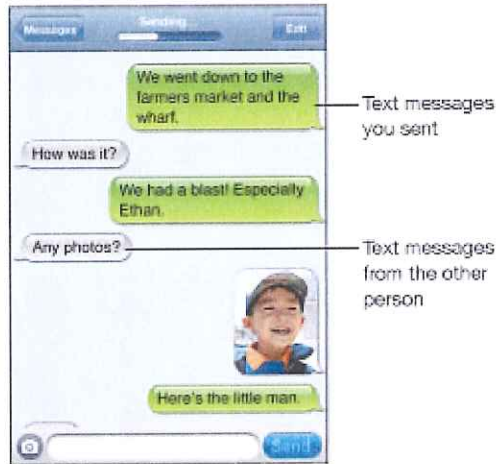 Messages
Sending...
Edit
We went down to the
farmers market and the
wharf.
Text messages
you sent
How was it?
We had a blast! Especially
Ethan.
Any photos?
Text messages
from the other
person
Here's the little man.
Send